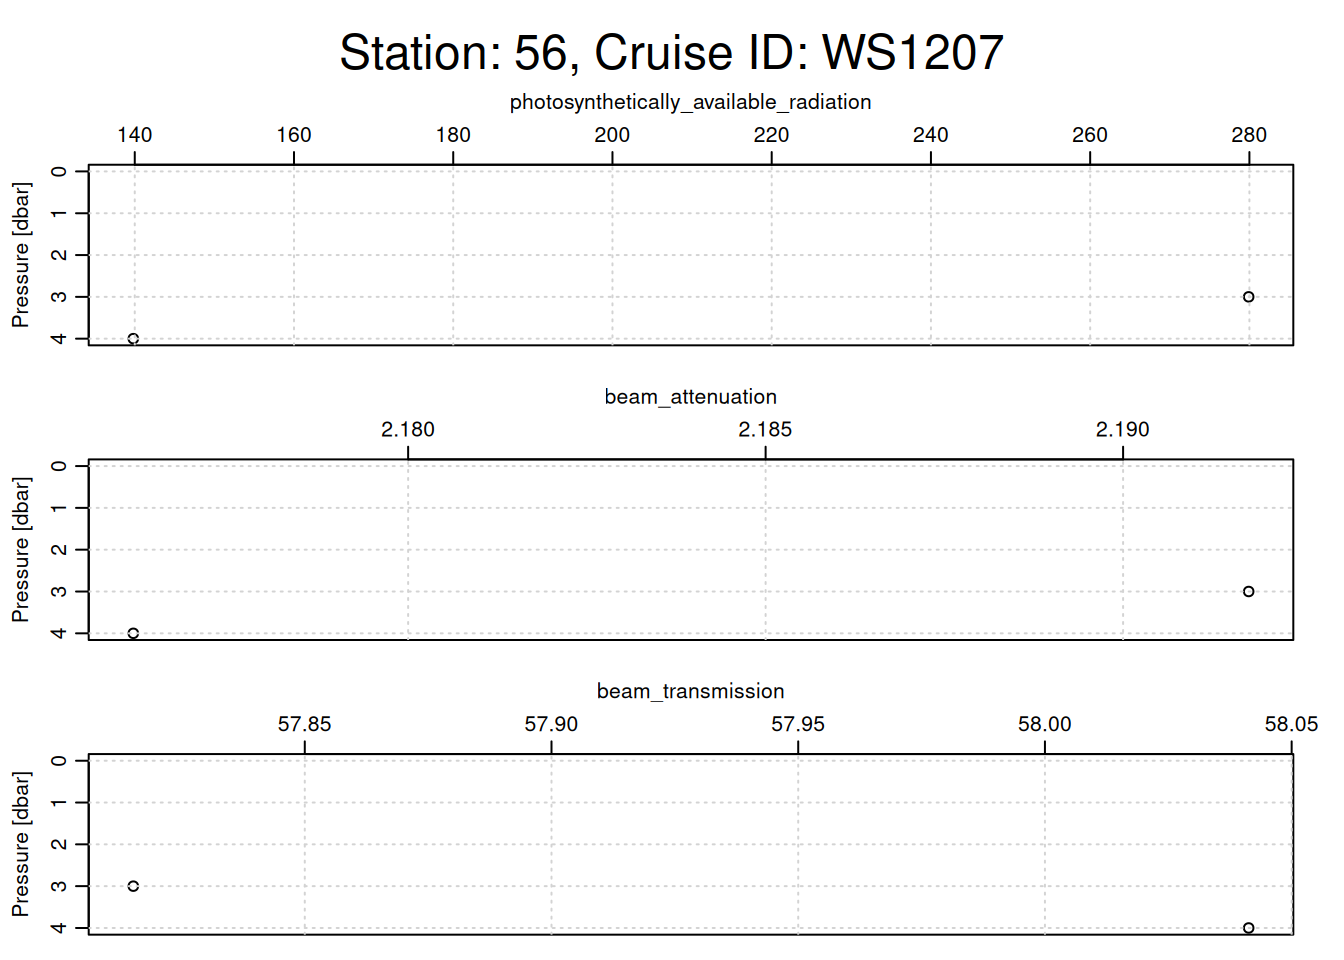 Station: 56, Cruise ID: WS1207
photosynthetically_available_radiation
140 160 180 200 220 240 260 280
Pressure [dbar]
0
1
2
3
4
beam_attenuation
2.180 2.185 2.190
Pressure [dbar]
0
1
2
3
4
beam_transmission
57.85 57.90 57.95 58.00 58.05
Pressure [dbar]
0
1
2
3
4